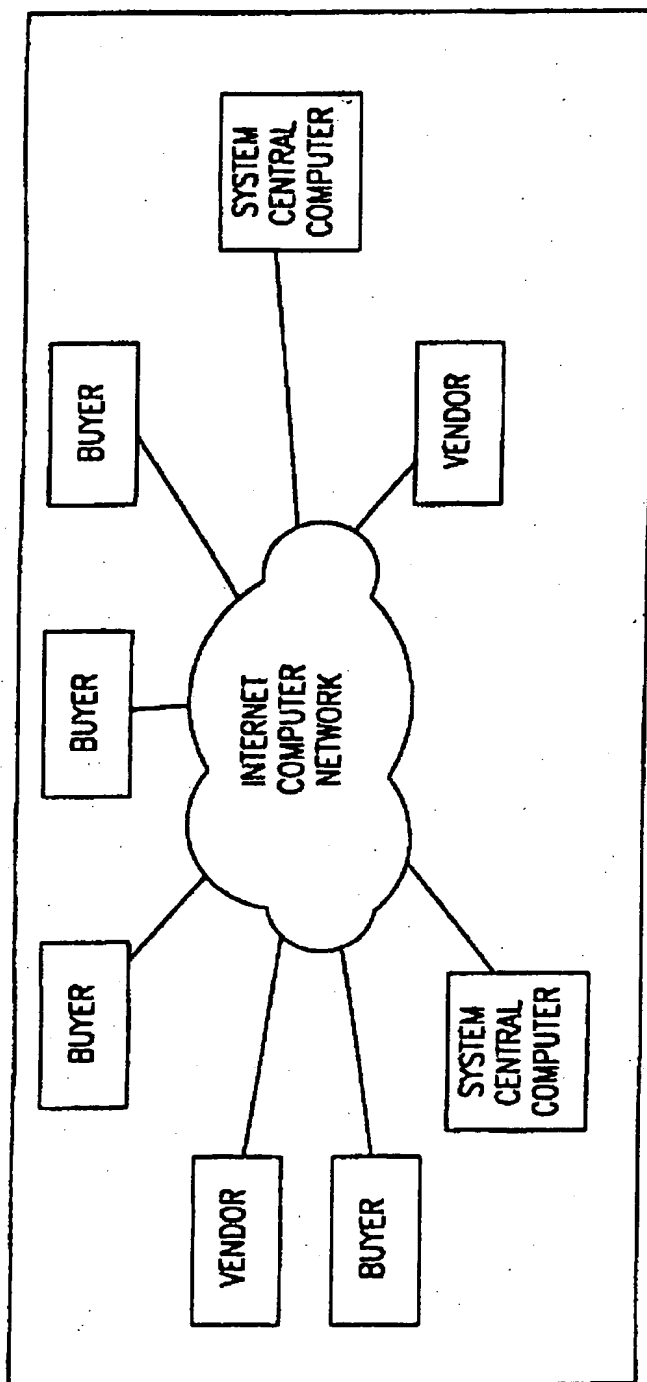 BUYER
BUYER
BUYER
VENDOR
SYSTEM
CENTRAL
COMPUTER
INTERNET
COMPUTER
NETWORK
BUYER
VENDOR
SYSTEM
CENTRAL
COMPUTER